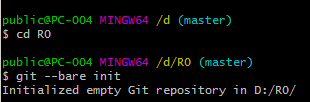 public@PC-004 MINGW64 /d (master)
$ cd R0
public@PC-004 MINGW64 /d/R0 (master)
$ git --bare init
Initialized empty Git repository in D:/R0/